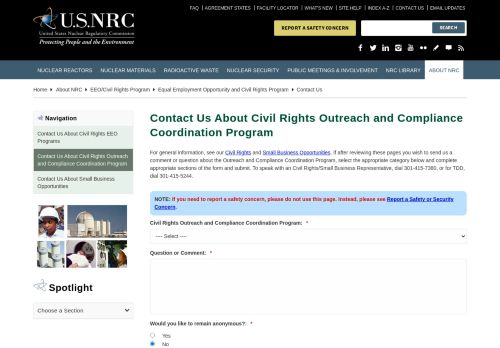 FAQ | AGREEMENT STATES | FACILITY LOCATOR | WHAT'S NEW | SITE HELP | INDEX A-Z | CONTACT US | EMAIL UPDATES
U.S.NRC
United States Nuclear Regulatory Commission
Protecting People and the Environment
REPORT A SAFETY CONCERN
SEARCH
NUCLEAR REACTORS NUCLEAR MATERIALS RADIOACTIVE WASTE NUCLEAR SECURITY PUBLIC MEETINGS & INVOLVEMENT NRC LIBRARY ABOUT NRC
Home > About NRC > EEO/Civil Rights Program > Equal Employment Opportunity and Civil Rights Program > Contact Us
Navigation
Contact Us About Civil Rights EEO
Programs
Contact Us About Civil Rights Outreach
and Compliance Coordination Program
Contact Us About Small Business
Opportunities
Spotlight
Choose a Section
Contact Us About Civil Rights Outreach and Compliance
Coordination Program
For general information, see our Civil Rights and Small Business Opportunities. If after reviewing these pages you wish to send us a
comment or question about the Outreach and Compliance Coordination Program, select the appropriate category below and complete
appropriate sections of the form and submit. To speak with an Civil Rights/Small Business Representative, dial 301-415-7380, or for TDD,
dial 301-415-5244.
NOTE: If you need to report a safety concern, please do not use this page. Instead, please see Report a Safety or Security
Concern.
Civil Rights Outreach and Compliance Coordination Program: *
---- Select ----
Question or Comment: *
Would you like to remain anonymous?: *
Yes
No